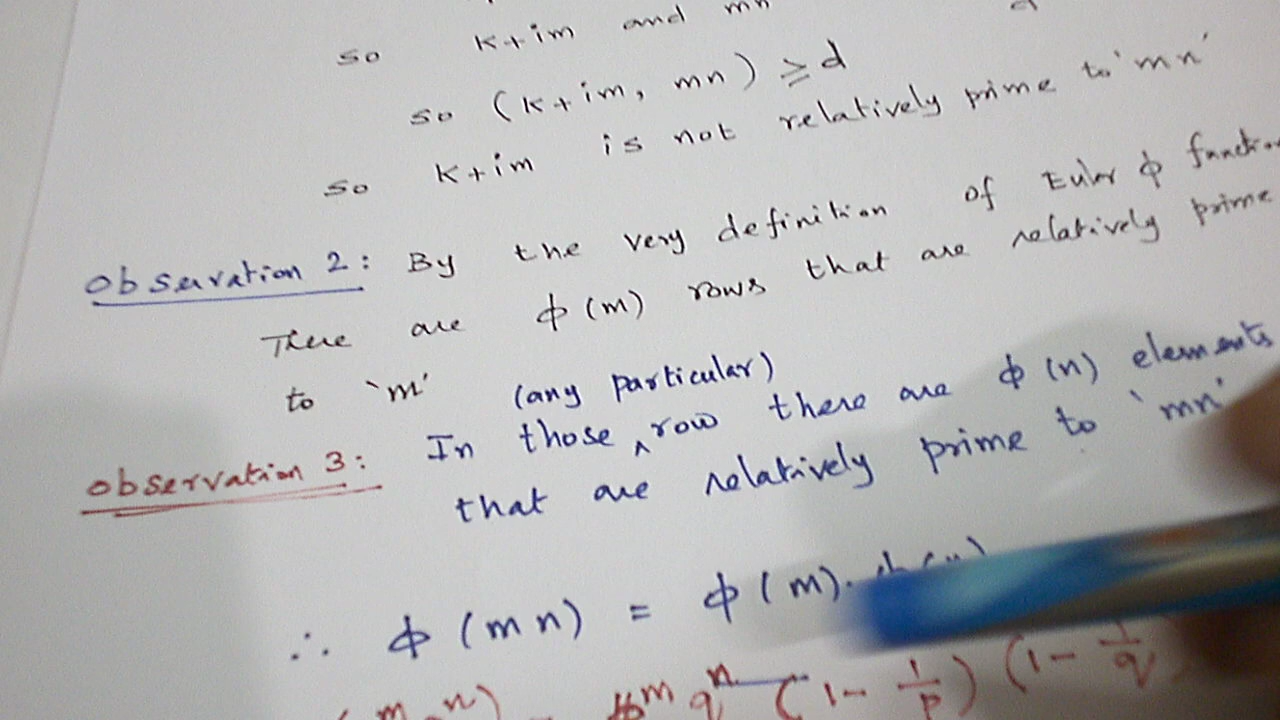 so k+im and mn
so (k+im, mn) ≥ d
so k+im is not relatively prime to 'mn'
Observation 2: By the very definition of Euler ϕ function
There are ϕ(m) rows that are relatively prime
to 'm'
(any particular)
Observation 3: In those ^ row there are ϕ(n) elements
that are relatively prime to 'mn'
∴ ϕ(mn) = ϕ(m).
q^n (1 - 1/p) (1 - 1/q)